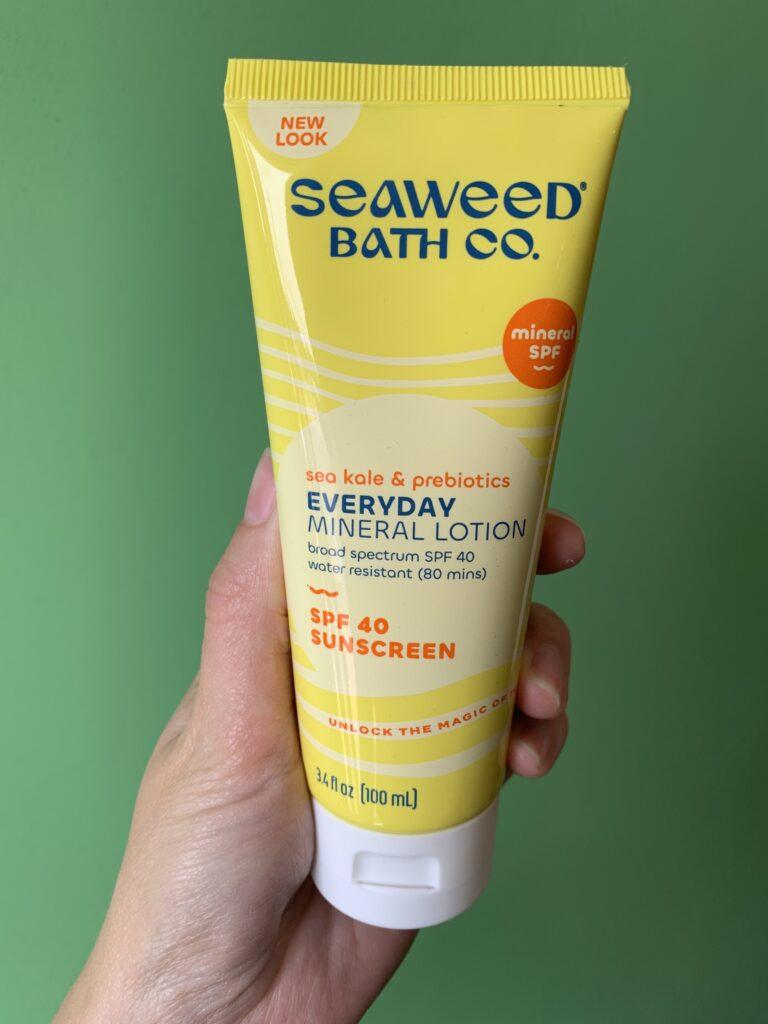 NEW
LOOK
SEAWEED®
BATH CO.
mineral
SPF
sea kale & prebiotics
EVERYDAY
MINERAL LOTION
broad spectrum SPF 40
water resistant (80 mins)
SPF 40
SUNSCREEN
UNLOCK THE MAGIC OF
3.4 fl oz (100 mL)